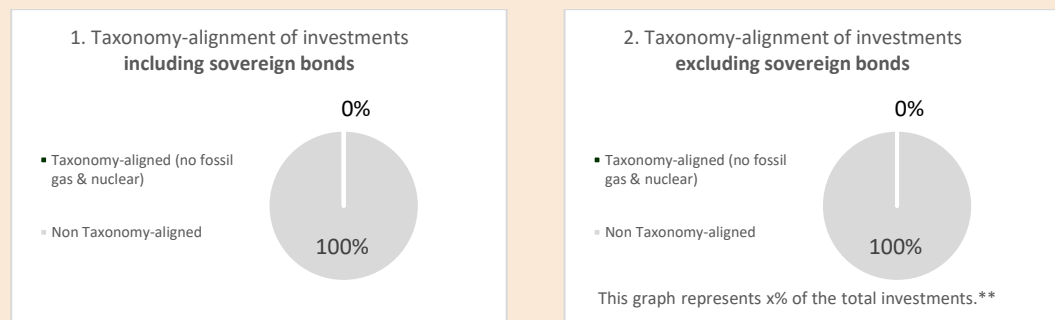 1. Taxonomy-alignment of investments
including sovereign bonds
0%
Taxonomy-aligned (no fossil
gas & nuclear)
Non Taxonomy-aligned
100%
2. Taxonomy-alignment of investments
excluding sovereign bonds
0%
Taxonomy-aligned (no fossil
gas & nuclear)
Non Taxonomy-aligned
100%
This graph represents x% of the total investments.**